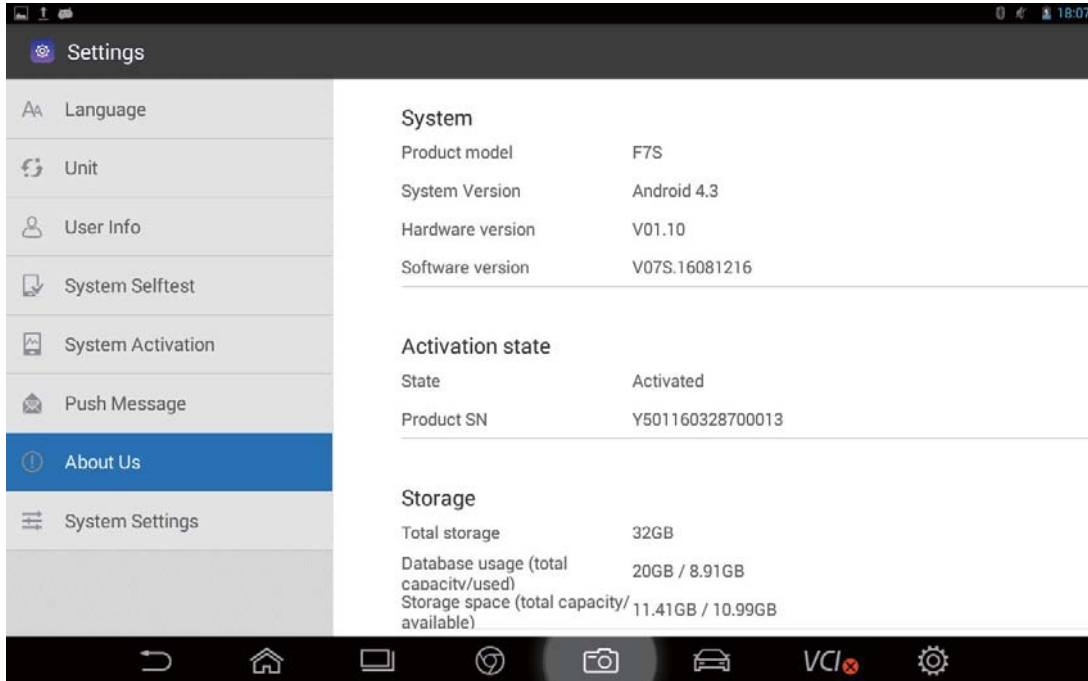 18:07
Settings
Language
Unit
User Info
System Selftest
System Activation
Push Message
About Us
System Settings
System
Product model F7S
System Version Android 4.3
Hardware version V01.10
Software version V07S.16081216
Activation state
State Activated
Product SN Y501160328700013
Storage
Total storage 32GB
Database usage (total
capacity/used) 20GB / 8.91GB
Storage space (total capacity/
available) 11.41GB / 10.99GB
VCI